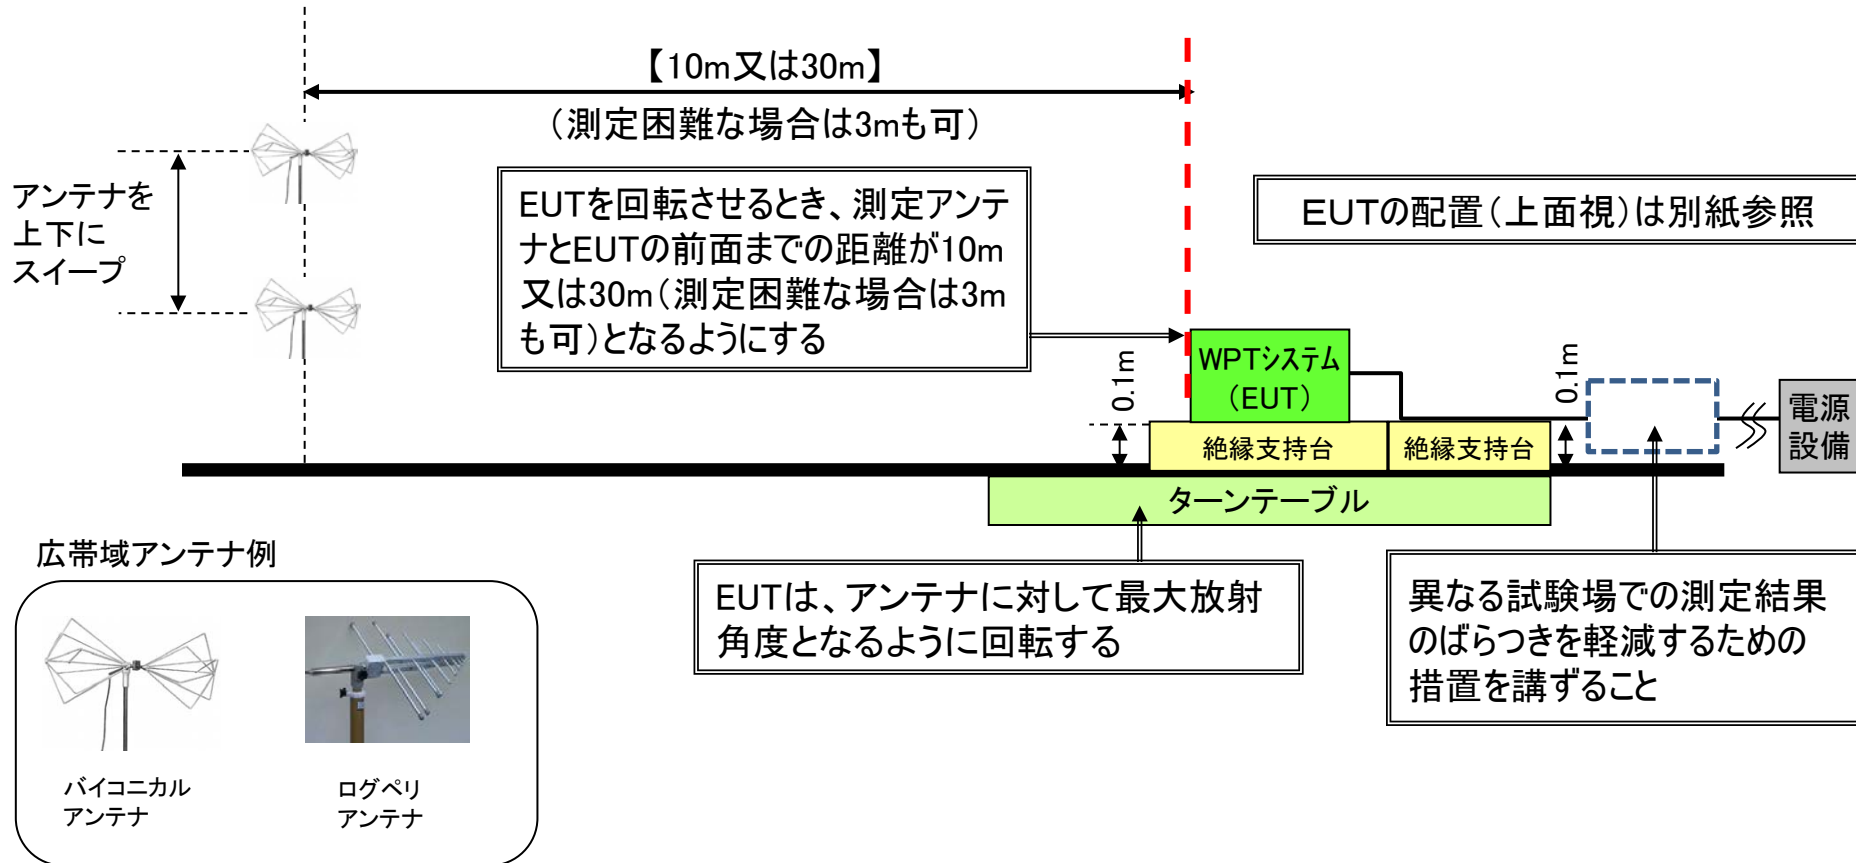 【10m又は30m】
（測定困難な場合は3mも可）
アンテナを
上下に
スイープ
EUTを回転させるとき、測定アンテ
ナとEUTの前面までの距離が10m
又は30m（測定困難な場合は3m
も可）となるようにする
EUTの配置（上面視）は別紙参照
0.1m
WPTシステム
（EUT）
0.1m
電源
設備
絶縁支持台
絶縁支持台
ターンテーブル
広帯域アンテナ例
バイコニカル
アンテナ
ログペリ
アンテナ
EUTは、アンテナに対して最大放射
角度となるように回転する
異なる試験場での測定結果
のばらつきを軽減するための
措置を講ずること